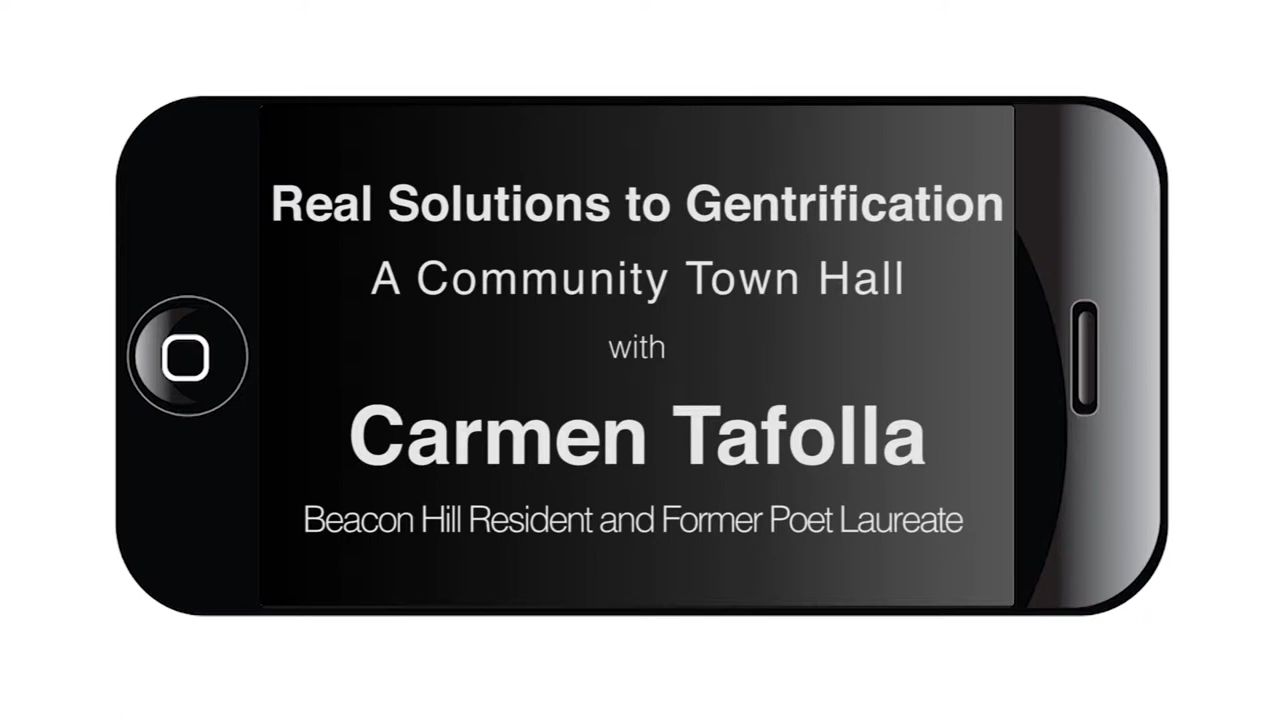 Real Solutions to Gentrification
A Community Town Hall
with
Carmen Tafolla
Beacon Hill Resident and Former Poet Laureate